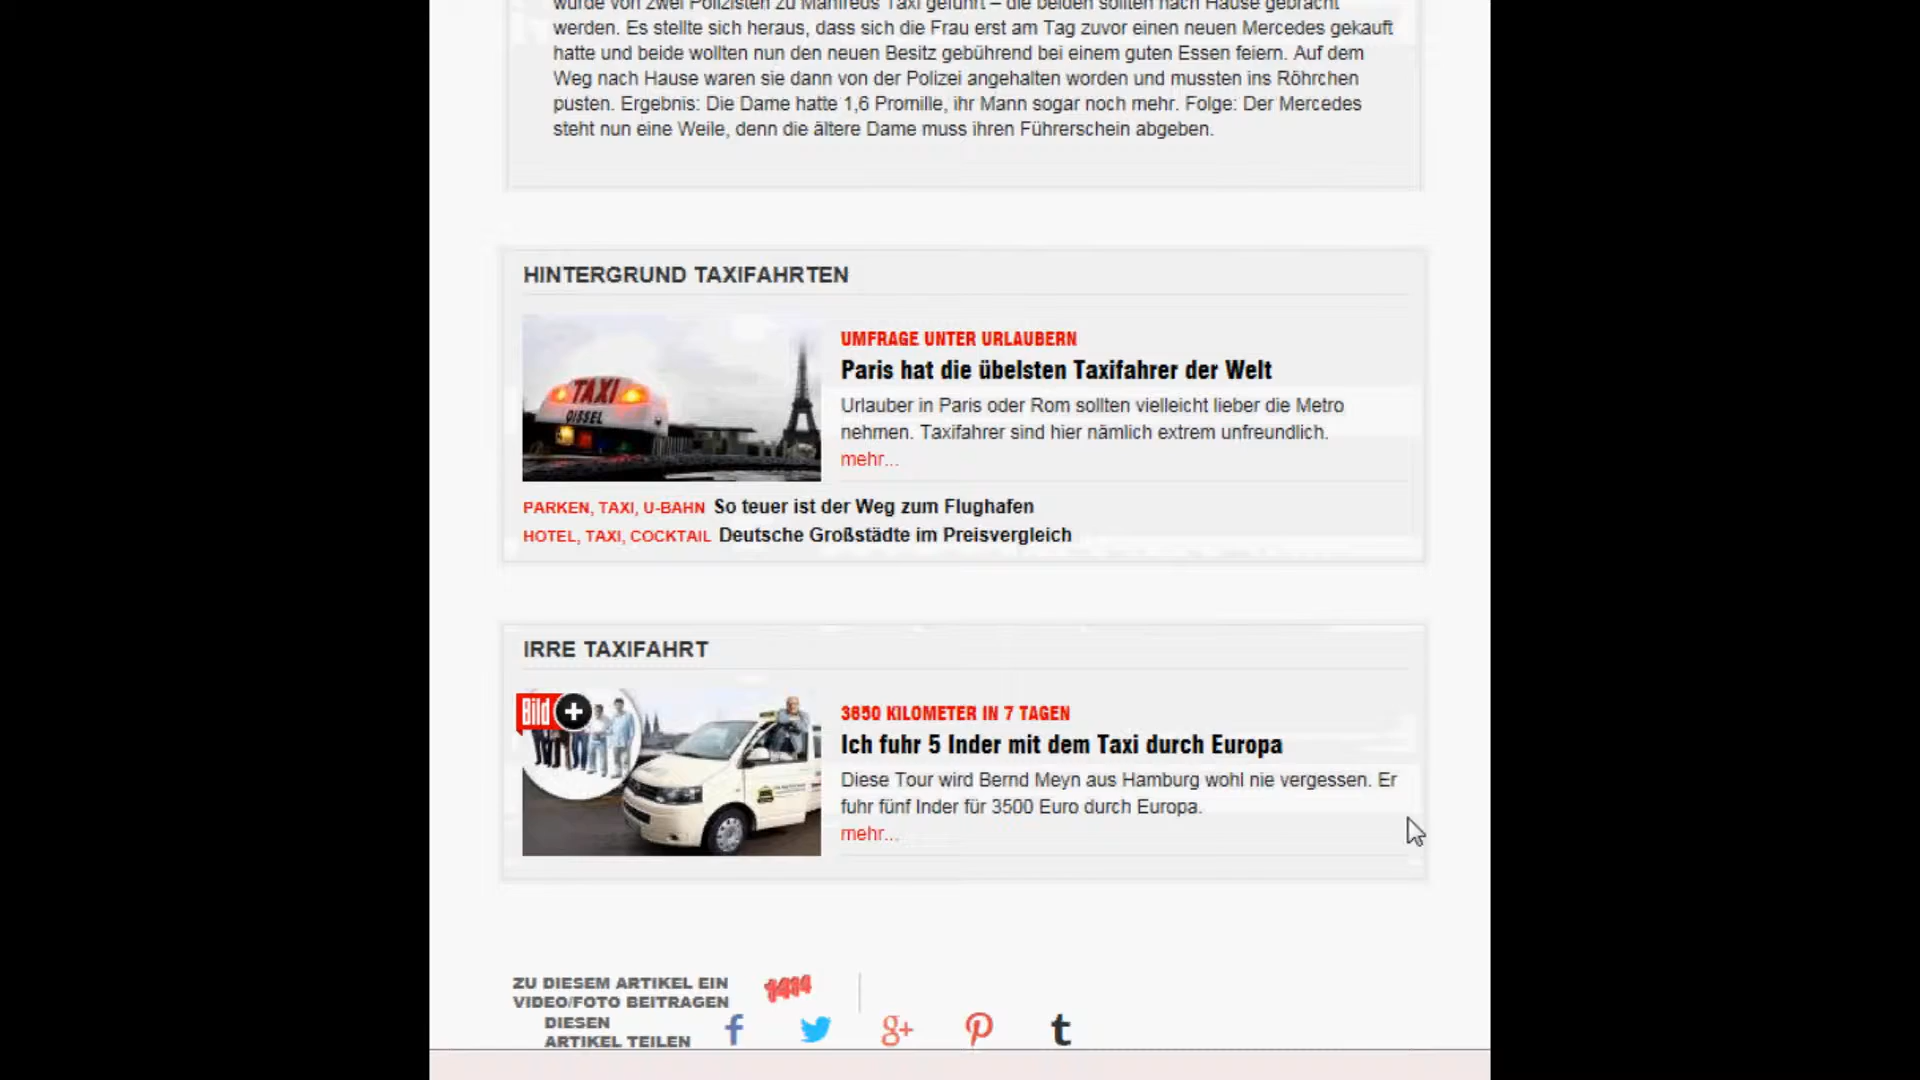 wurde von zwei Polizisten zu Manfreds Taxi geführt – die beiden sollten nach Hause gebracht
werden. Es stellte sich heraus, dass sich die Frau erst am Tag zuvor einen neuen Mercedes gekauft
hatte und beide wollten nun den neuen Besitz gebührend bei einem guten Essen feiern. Auf dem
Weg nach Hause waren sie dann von der Polizei angehalten worden und mussten ins Röhrchen
pusten. Ergebnis: Die Dame hatte 1,6 Promille, ihr Mann sogar noch mehr. Folge: Der Mercedes
steht nun eine Weile, denn die ältere Dame muss ihren Führerschein abgeben.
HINTERGRUND TAXIFAHRTEN
TAXI
OISSEL
UMFRAGE UNTER URLAUBERN
Paris hat die übelsten Taxifahrer der Welt
Urlauber in Paris oder Rom sollten vielleicht lieber die Metro
nehmen. Taxifahrer sind hier nämlich extrem unfreundlich.
mehr...
PARKEN, TAXI, U-BAHN So teuer ist der Weg zum Flughafen
HOTEL, TAXI, COCKTAIL Deutsche Großstädte im Preisvergleich
IRRE TAXIFAHRT
Bild +
3650 KILOMETER IN 7 TAGEN
Ich fuhr 5 Inder mit dem Taxi durch Europa
Diese Tour wird Bernd Meyn aus Hamburg wohl nie vergessen. Er
fuhr fünf Inder für 3500 Euro durch Europa.
mehr...
ZU DIESEM ARTIKEL EIN
VIDEO/FOTO BEITRAGEN
1414
DIESEN
ARTIKEL TEILEN
f
g+
t